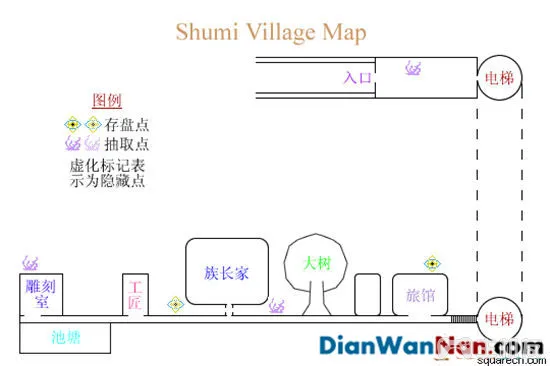 Shumi Village Map
入口
电梯
图例
存盘点
抽取点
虚化标记表
示为隐藏点
雕刻
室
工
匠
族长家
大树
旅馆
电梯
池塘
DianWanNan.com
squarecn.com